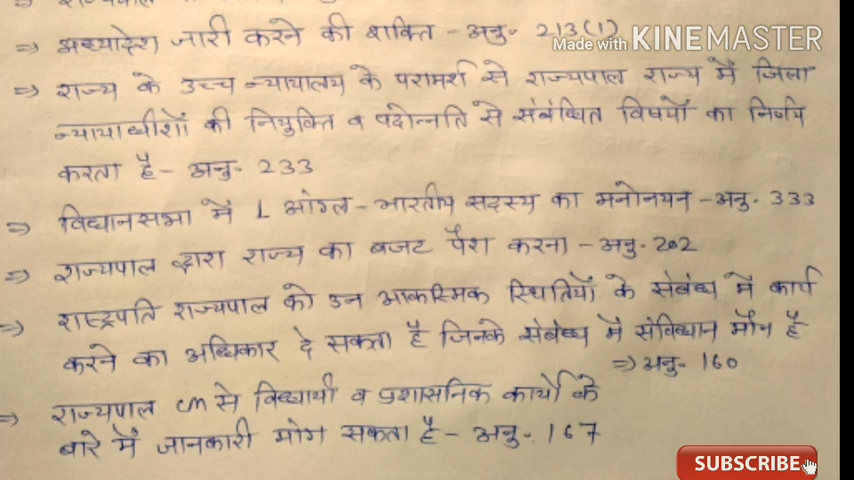 ⇒ अध्यादेश जारी करने की शक्ति - अनु. 213(1)
Made with KINEMASTER
⇒ राज्य के उच्च न्यायालय के परामर्श से राज्यपाल राज्य में जिला
न्यायाधीशों की नियुक्ति व पदोन्नति से संबंधित विषयों का निर्णय
करता है - अनु. 233
⇒ विधानसभा में 1 आंग्ल - भारतीय सदस्य का मनोनयन - अनु. 333
⇒ राज्यपाल द्वारा राज्य का बजट पेश करना - अनु. 202
⇒ राष्ट्रपति राज्यपाल को उन आकस्मिक स्थितियों के संबंध में कार्य
करने का अधिकार दे सकता है जिनके संबंध में संविधान मौन है
⇒ अनु. 160
⇒ राज्यपाल CM से विधायी व प्रशासनिक कार्यों के
बारे में जानकारी मांग सकता है - अनु. 167
SUBSCRIBE